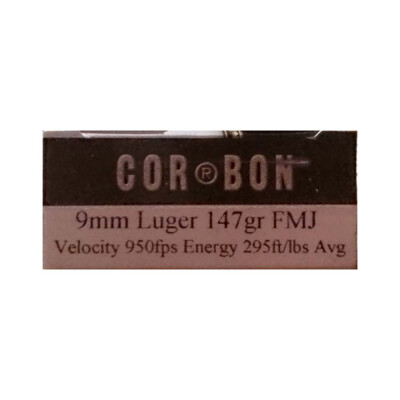 COR®BON
9mm Luger 147gr FMJ
Velocity 950fps Energy 295ft/lbs Avg